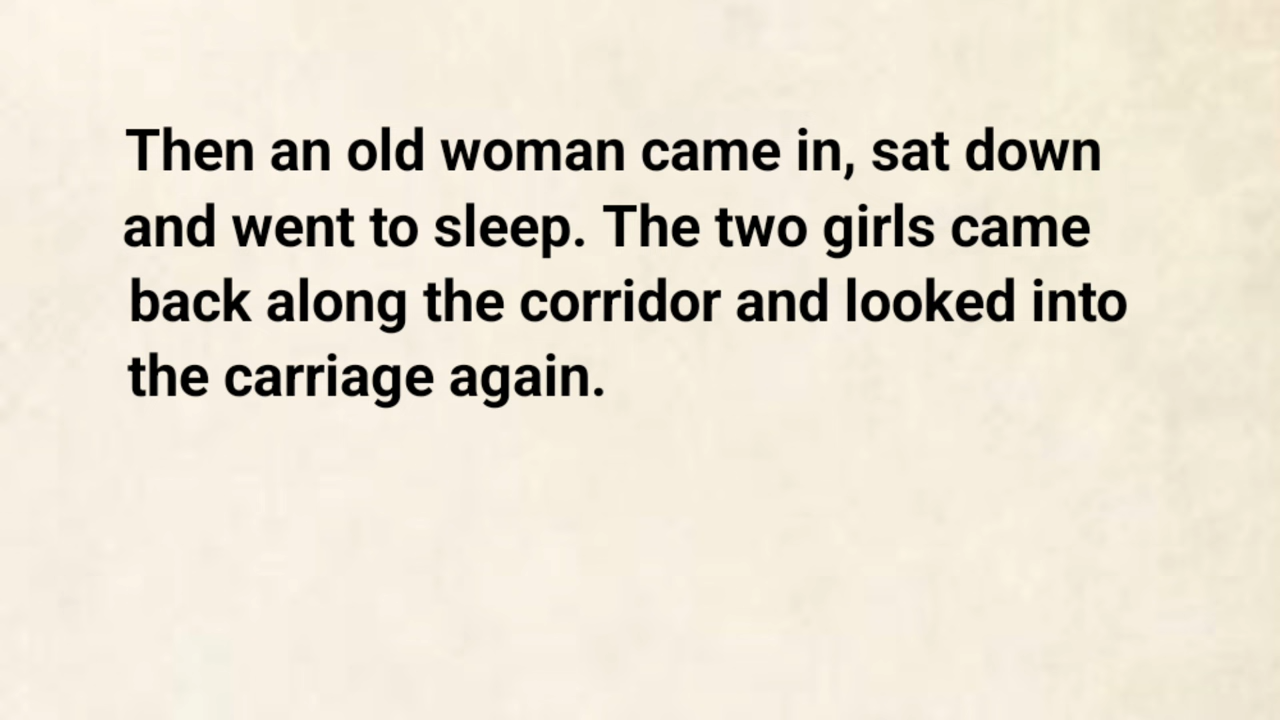 Then an old woman came in, sat down
and went to sleep. The two girls came
back along the corridor and looked into
the carriage again.